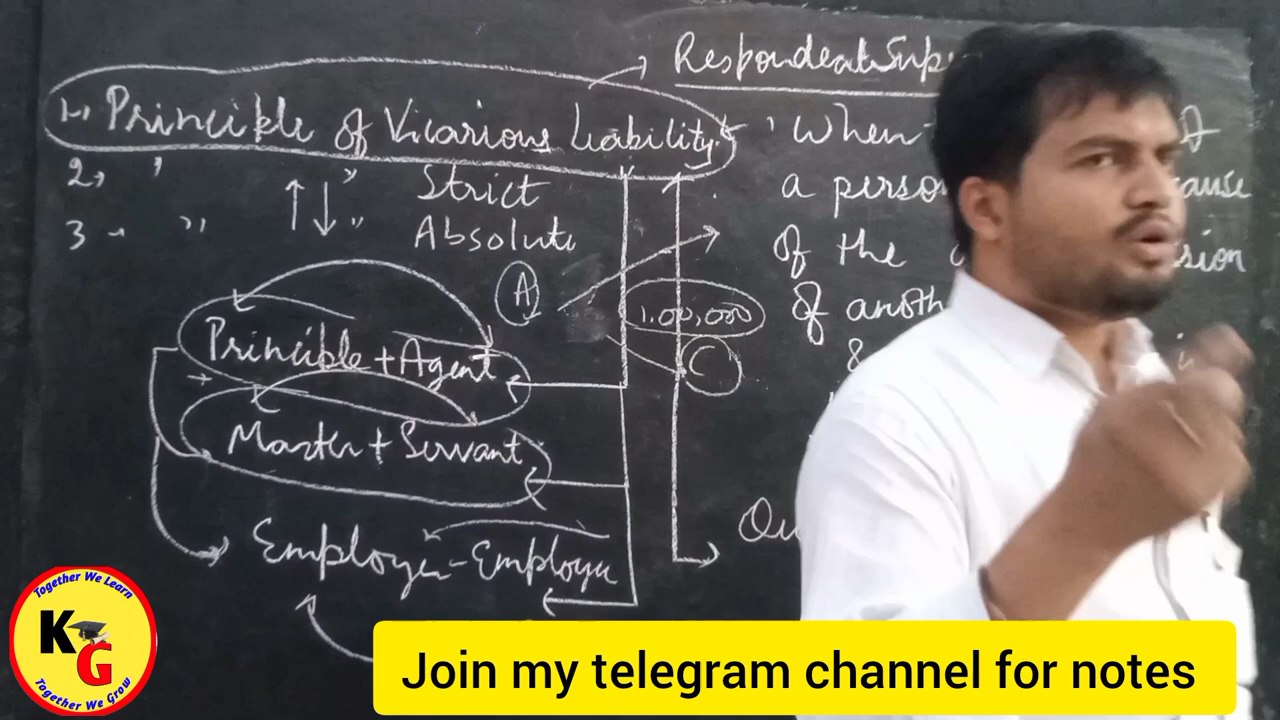 Respondeat Sup
1, Principle of Vicarious Liability
2, " " Strict
3 - " " Absolute
A
1,00,000
C
Principle + Agent
Master + Servant
Employer - Employee
' When
a person cause
of the sion
of anoth
&
Join my telegram channel for notes
Together We Learn
KG
Together We Grow